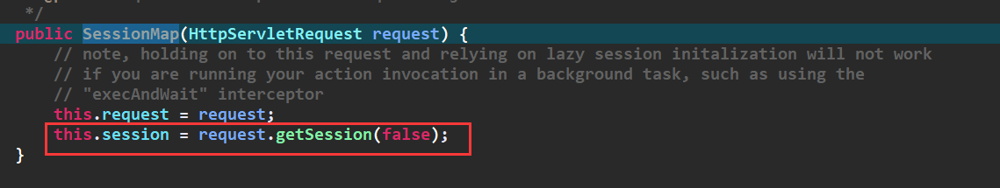 */
public SessionMap(HttpServletRequest request) {
// note, holding on to this request and relying on lazy session initalization will not work
// if you are running your action invocation in a background task, such as using the
// "execAndWait" interceptor
this.request = request;
this.session = request.getSession(false);
}